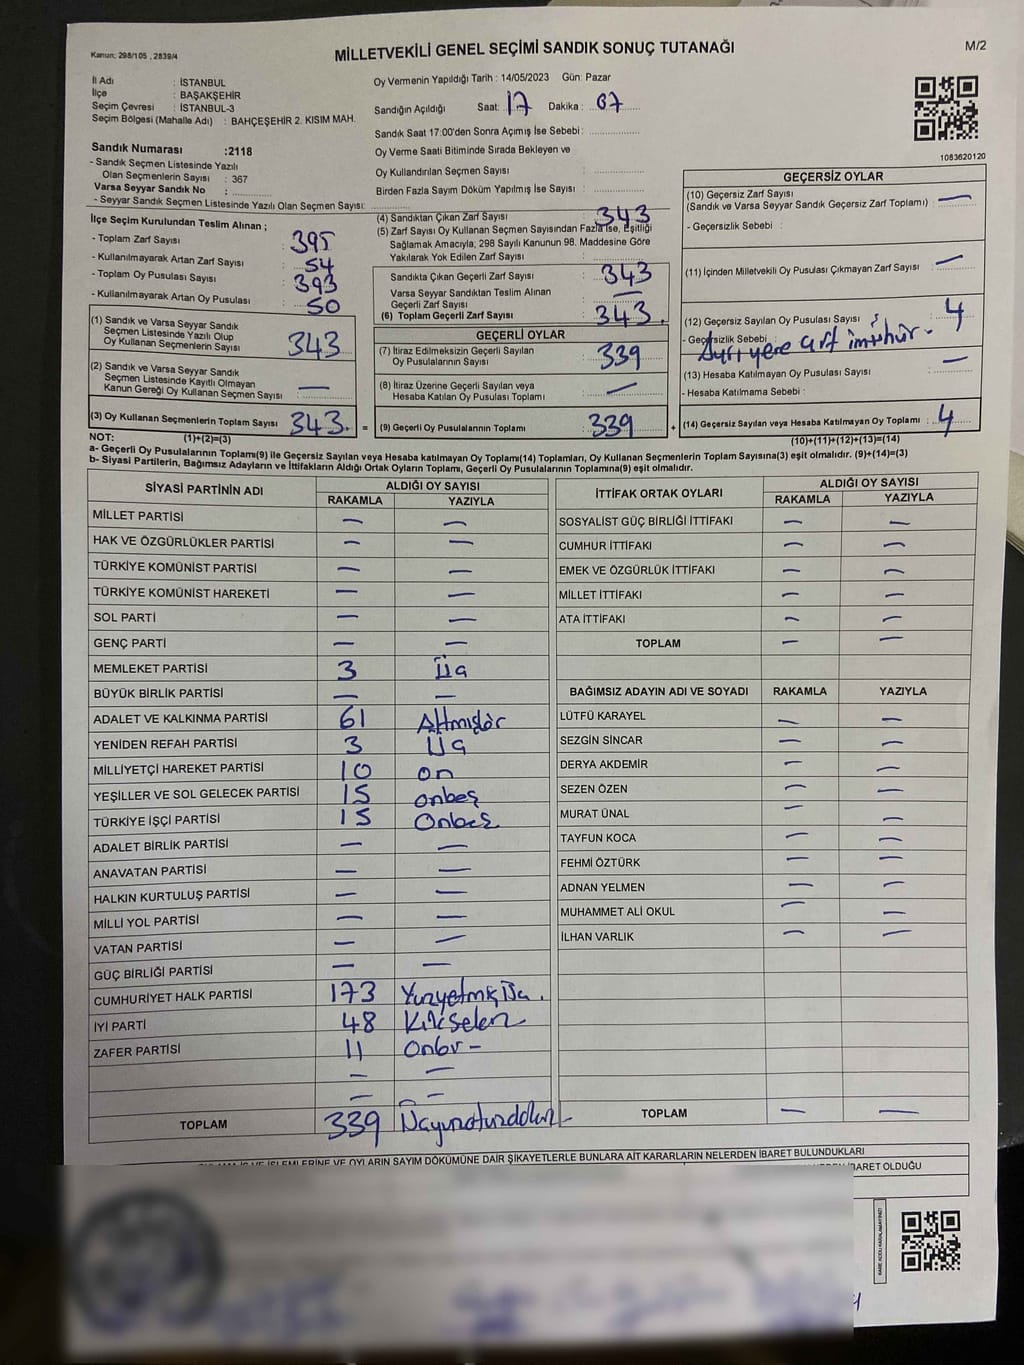 Kanun: 298/105 , 2839/4
MİLLETVEKİLİ GENEL SEÇİMİ SANDIK SONUÇ TUTANAĞI
M/2
İl Adı : İSTANBUL
İlçe : BAŞAKŞEHİR
Seçim Çevresi : İSTANBUL-3
Seçim Bölgesi (Mahalle Adı) : BAHÇEŞEHİR 2. KISIM MAH.
Sandık Numarası :2118
- Sandık Seçmen Listesinde Yazılı
Olan Seçmenlerin Sayısı : 367
Varsa Seyyar Sandık No :
- Seyyar Sandık Seçmen Listesinde Yazılı Olan Seçmen Sayısı:
Oy Vermenin Yapıldığı Tarih : 14/05/2023 Gün: Pazar
Sandığın Açıldığı Saat: 17 Dakika : 07
Sandık Saat 17:00'den Sonra Açımış İse Sebebi :
Oy Verme Saati Bitiminde Sırada Bekleyen ve
Oy Kullandırılan Seçmen Sayısı :
Birden Fazla Sayım Döküm Yapılmış İse Sayısı :
1083620120
İlçe Seçim Kurulundan Teslim Alınan ;
- Toplam Zarf Sayısı : 395
- Kullanılmayarak Artan Zarf Sayısı : 54
- Toplam Oy Pusulası Sayısı : 393
- Kullanılmayarak Artan Oy Pusulası : 50
(1) Sandık ve Varsa Seyyar Sandık
Seçmen Listesinde Yazılı Olup
Oy Kullanan Seçmenlerin Sayısı : 343
(2) Sandık ve Varsa Seyyar Sandık
Seçmen Listesinde Kayıtlı Olmayan
Kanun Gereği Oy Kullanan Seçmen Sayısı : —
(3) Oy Kullanan Seçmenlerin Toplam Sayısı : 343.
(4) Sandıktan Çıkan Zarf Sayısı : 343
(5) Zarf Sayısı Oy Kullanan Seçmen Sayısından Fazla ise, Eşitliği
Sağlamak Amacıyla, 298 Sayılı Kanunun 98. Maddesine Göre
Yakılarak Yok Edilen Zarf Sayısı :
Sandıkta Çıkan Geçerli Zarf Sayısı : 343
Varsa Seyyar Sandıktan Teslim Alınan
Geçerli Zarf Sayısı : —
(6) Toplam Geçerli Zarf Sayısı : 343.
GEÇERLİ OYLAR
(7) İtiraz Edilmeksizin Geçerli Sayılan
Oy Pusulalarının Sayısı : 339
(8) İtiraz Üzerine Geçerli Sayılan veya
Hesaba Katılan Oy Pusulası Toplamı : —
= (9) Geçerli Oy Pusulalarının Toplamı : 339 +
GEÇERSİZ OYLAR
(10) Geçersiz Zarf Sayısı
(Sandık ve Varsa Seyyar Sandık Geçersiz Zarf Toplamı) : —
- Geçersizlik Sebebi :
(11) İçinden Milletvekili Oy Pusulası Çıkmayan Zarf Sayısı : —
(12) Geçersiz Sayılan Oy Pusulası Sayısı : 4
- Geçersizlik Sebebi : Ayrı yere çift mühür -
(13) Hesaba Katılmayan Oy Pusulası Sayısı : —
- Hesaba Katılmama Sebebi :
(14) Geçersiz Sayılan veya Hesaba Katılmayan Oy Toplamı : 4
NOT: (1)+(2)=(3)
(10)+(11)+(12)+(13)=(14)
a- Geçerli Oy Pusulalarının Toplamı(9) ile Geçersiz Sayılan veya Hesaba katılmayan Oy Toplamı(14) Toplamları, Oy Kullanan Seçmenlerin Toplam Sayısına(3) eşit olmalıdır. (9)+(14)=(3)
b- Siyasi Partilerin, Bağımsız Adayların ve İttifakların Aldığı Ortak Oyların Toplamı, Geçerli Oy Pusulalarının Toplamına(9) eşit olmalıdır.
SİYASİ PARTİNİN ADI
ALDIĞI OY SAYISI
RAKAMLA YAZIYLA
MİLLET PARTİSİ — —
HAK VE ÖZGÜRLÜKLER PARTİSİ — —
TÜRKİYE KOMÜNİST PARTİSİ — —
TÜRKİYE KOMÜNİST HAREKETİ — —
SOL PARTİ — —
GENÇ PARTİ — —
MEMLEKET PARTİSİ 3 Üç
BÜYÜK BİRLİK PARTİSİ — —
ADALET VE KALKINMA PARTİSİ 61 Altmışbir
YENİDEN REFAH PARTİSİ 3 Üç
MİLLİYETÇİ HAREKET PARTİSİ 10 on
YEŞİLLER VE SOL GELECEK PARTİSİ 15 onbeş
TÜRKİYE İŞÇİ PARTİSİ 15 Onbeş
ADALET BİRLİK PARTİSİ — —
ANAVATAN PARTİSİ — —
HALKIN KURTULUŞ PARTİSİ — —
MİLLİ YOL PARTİSİ — —
VATAN PARTİSİ — —
GÜÇ BİRLİĞİ PARTİSİ — —
CUMHURİYET HALK PARTİSİ 173 Yüzyetmişüç.
İYİ PARTİ 48 Kırksekiz
ZAFER PARTİSİ 11 Onbir -
— —
— —
TOPLAM 339 Üçyüzotuzdokuz
İTTİFAK ORTAK OYLARI
ALDIĞI OY SAYISI
RAKAMLA YAZIYLA
SOSYALİST GÜÇ BİRLİĞİ İTTİFAKI — —
CUMHUR İTTİFAKI — —
EMEK VE ÖZGÜRLÜK İTTİFAKI — —
MİLLET İTTİFAKI — —
ATA İTTİFAKI — —
TOPLAM — —
BAĞIMSIZ ADAYIN ADI VE SOYADI RAKAMLA YAZIYLA
LÜTFÜ KARAYEL — —
SEZGİN SİNCAR — —
DERYA AKDEMİR — —
SEZEN ÖZEN — —
MURAT ÜNAL — —
TAYFUN KOCA — —
FEHMİ ÖZTÜRK — —
ADNAN YELMEN — —
MUHAMMET ALİ OKUL — —
İLHAN VARLIK — —
TOPLAM — —
İŞLEMLERİNE VE OYLARIN SAYIM DÖKÜMÜNE DAİR ŞİKAYETLERLE BUNLARA AİT KARARLARIN NELERDEN İBARET BULUNDUKLARI
İBARET OLDUĞU